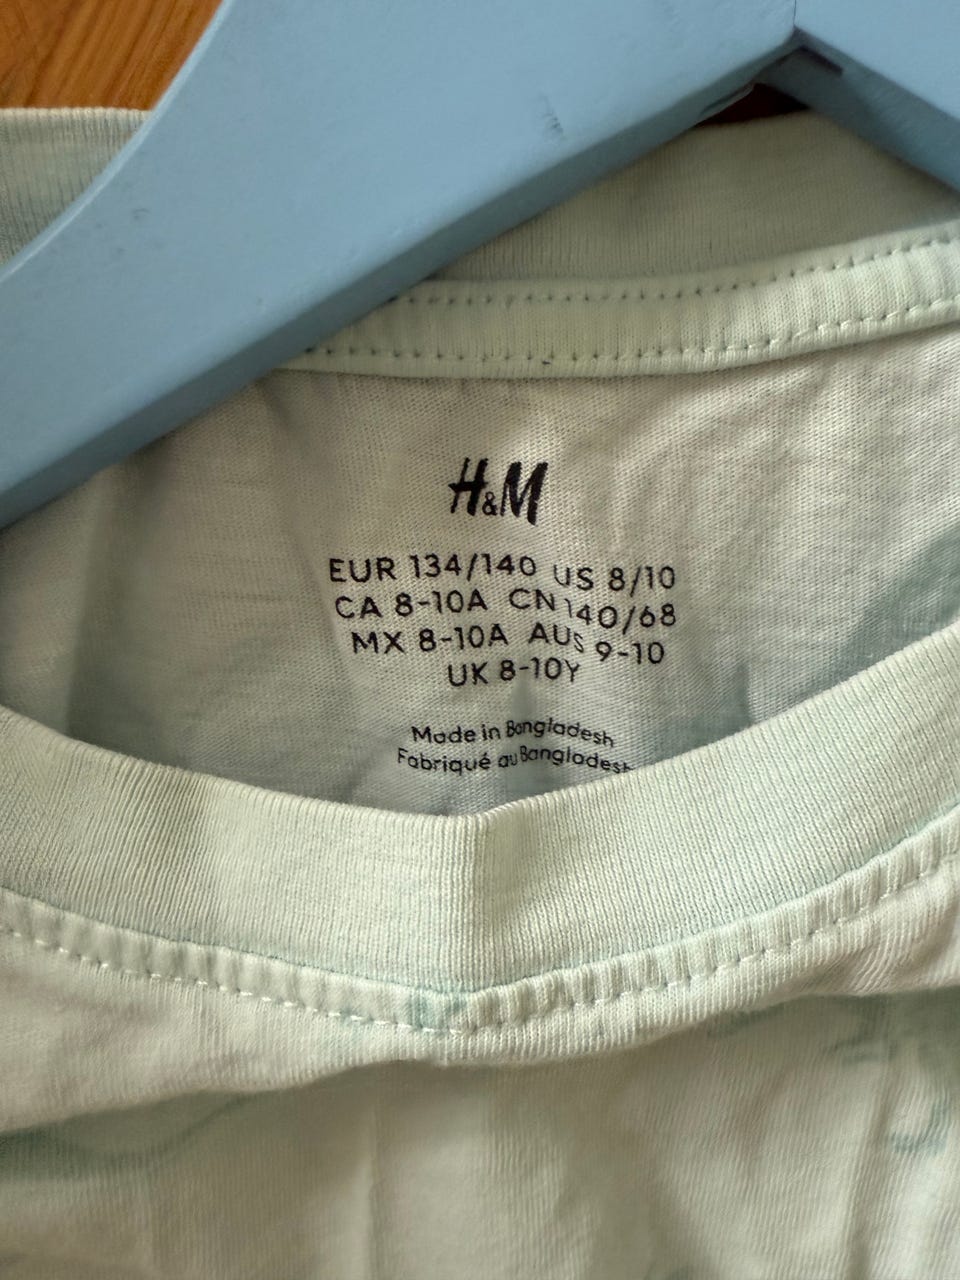 H&M
EUR 134/140 US 8/10
CA 8-10A CN 140/68
MX 8-10A AUS 9-10
UK 8-10Y
Made in Bangladesh
Fabriqué au Bangladesh